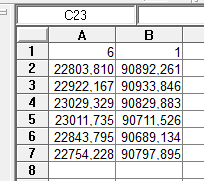 C23
A B
1 6 1
2 22803,810 90892,261
3 22922,167 90933,846
4 23029,329 90829,883
5 23011,735 90711,526
6 22843,795 90689,134
7 22754,228 90797,895
8